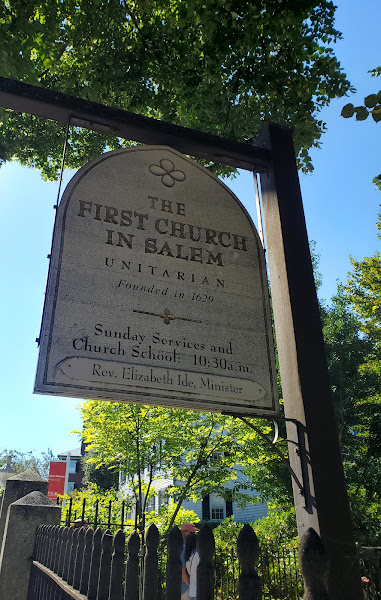 THE
FIRST CHURCH
IN SALEM
UNITARIAN
Founded in 1629
Sunday Services and
Church School: 10:30a.m.
Rev. Elizabeth Ide, Minister